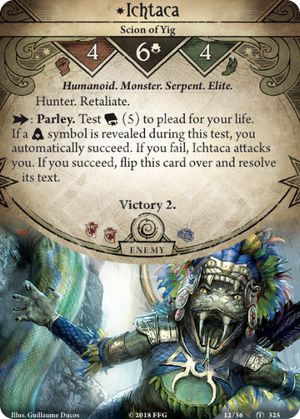 Ichtaca
Scion of Yig
4 6 4
Humanoid. Monster. Serpent. Elite.
Hunter. Retaliate.
: Parley. Test (5) to plead for your life.
If a symbol is revealed during this test, you
automatically succeed. If you fail, Ichtaca attacks
you. If you succeed, flip this card over and resolve
its text.
Victory 2.
ENEMY
Illus. Guillaume Ducos © 2018 FFG 12/36 325